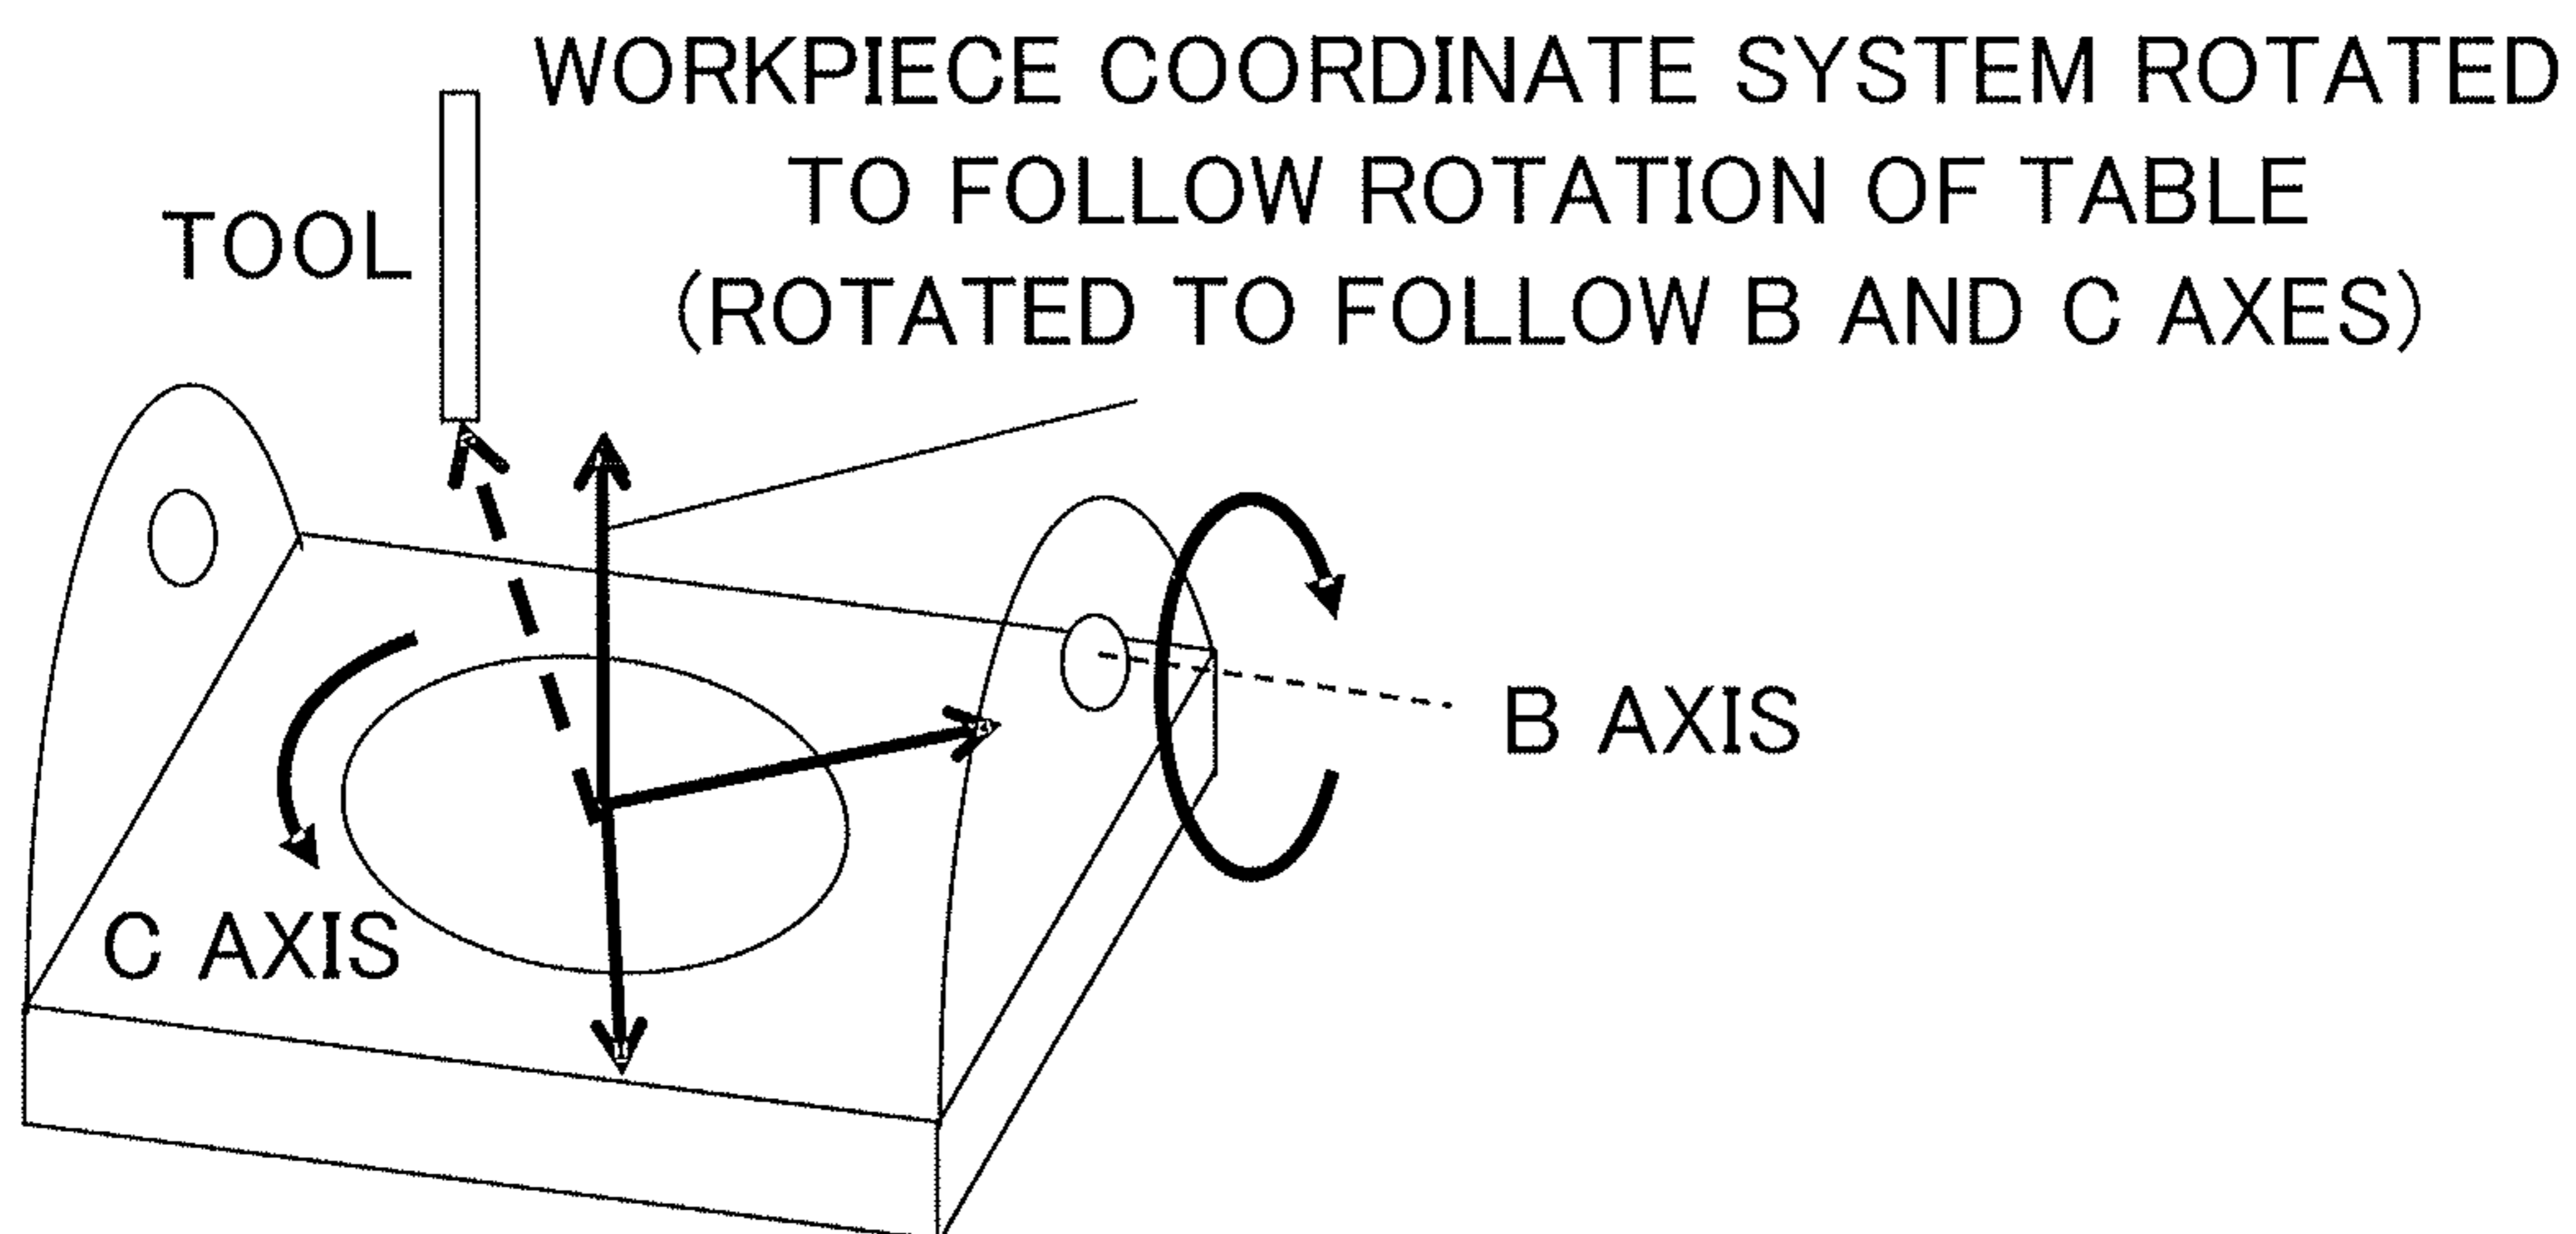 WORKPIECE COORDINATE SYSTEM ROTATED
TO FOLLOW ROTATION OF TABLE
(ROTATED TO FOLLOW B AND C AXES)
TOOL
B AXIS
C AXIS